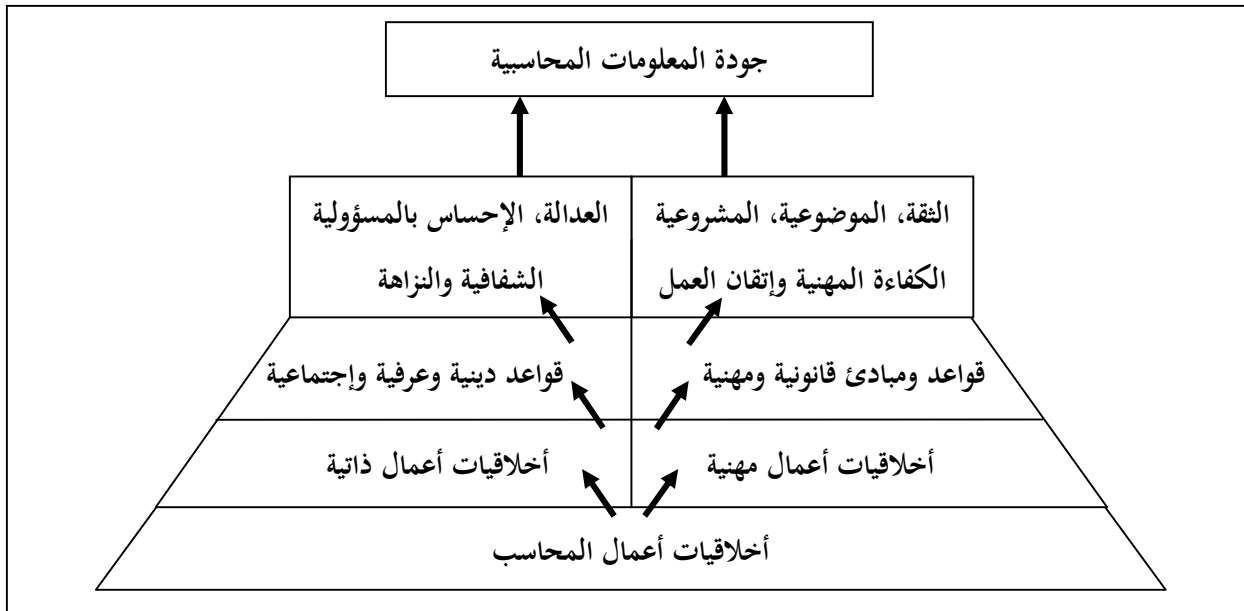 جودة المعلومات المحاسبية
الثقة، الموضوعية، المشروعية
الكفاءة المهنية وإتقان العمل
العدالة، الإحساس بالمسؤولية
الشفافية والنزاهة
قواعد ومبادئ قانونية ومهنية
قواعد دينية وعرفية وإجتماعية
أخلاقيات أعمال مهنية
أخلاقيات أعمال ذاتية
أخلاقيات أعمال المحاسب